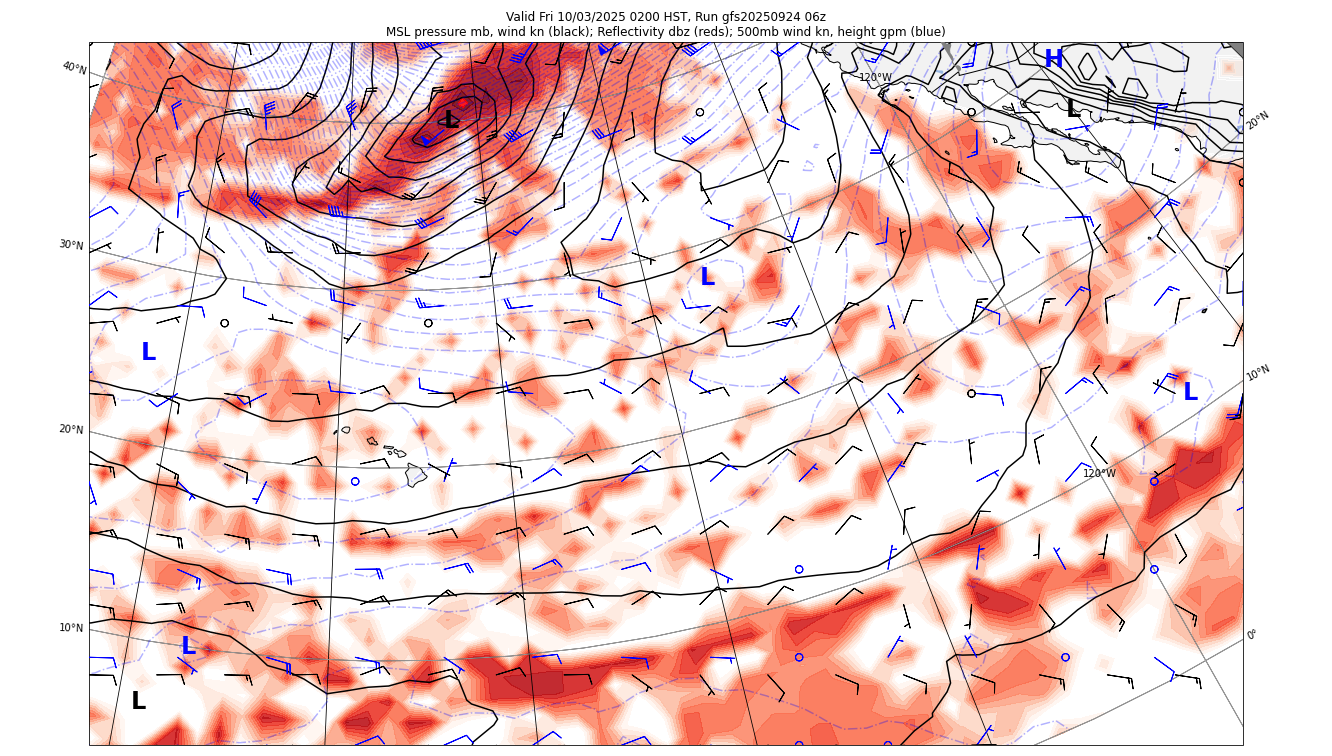 Valid Fri 10/03/2025 0200 HST, Run gfs20250924 06z
MSL pressure mb, wind kn (black); Reflectivity dbz (reds); 500mb wind kn, height gpm (blue)
H
40°N
120°W
L
L
20°N
30°N
L
L
10°N
L
20°N
120°W
10°N
0°
L
L